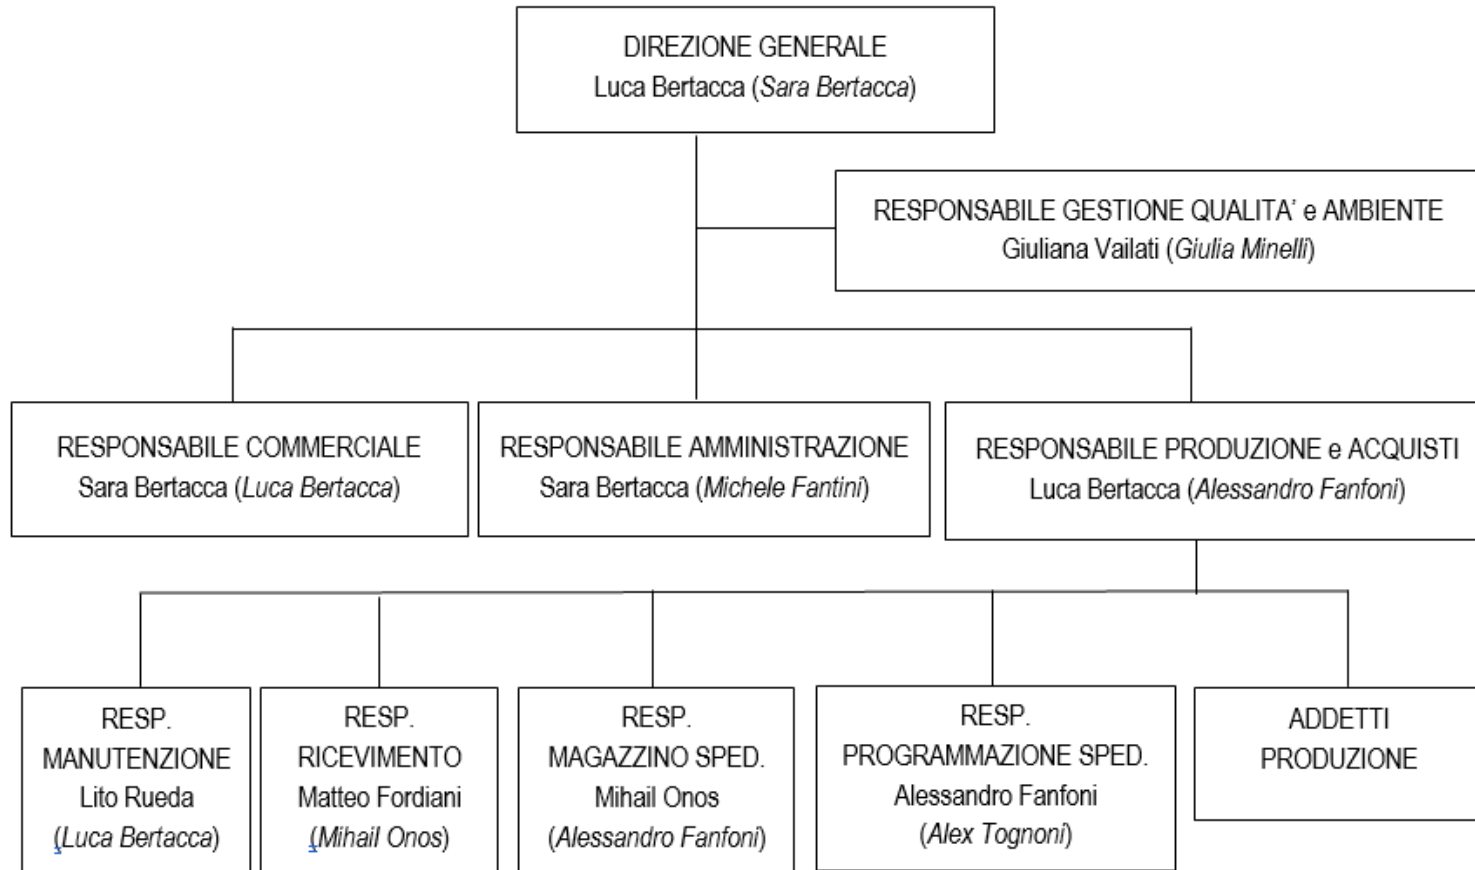 DIREZIONE GENERALE
Luca Bertacca (Sara Bertacca)
RESPONSABILE GESTIONE QUALITA' e AMBIENTE
Giuliana Vailati (Giulia Minelli)
RESPONSABILE COMMERCIALE
Sara Bertacca (Luca Bertacca)
RESPONSABILE AMMINISTRAZIONE
Sara Bertacca (Michele Fantini)
RESPONSABILE PRODUZIONE e ACQUISTI
Luca Bertacca (Alessandro Fanfoni)
RESP.
MANUTENZIONE
Lito Rueda
(Luca Bertacca)
RESP.
RICEVIMENTO
Matteo Fordiani
(Mihail Onos)
RESP.
MAGAZZINO SPED.
Mihail Onos
(Alessandro Fanfoni)
RESP.
PROGRAMMAZIONE SPED.
Alessandro Fanfoni
(Alex Tognoni)
ADDETTI
PRODUZIONE